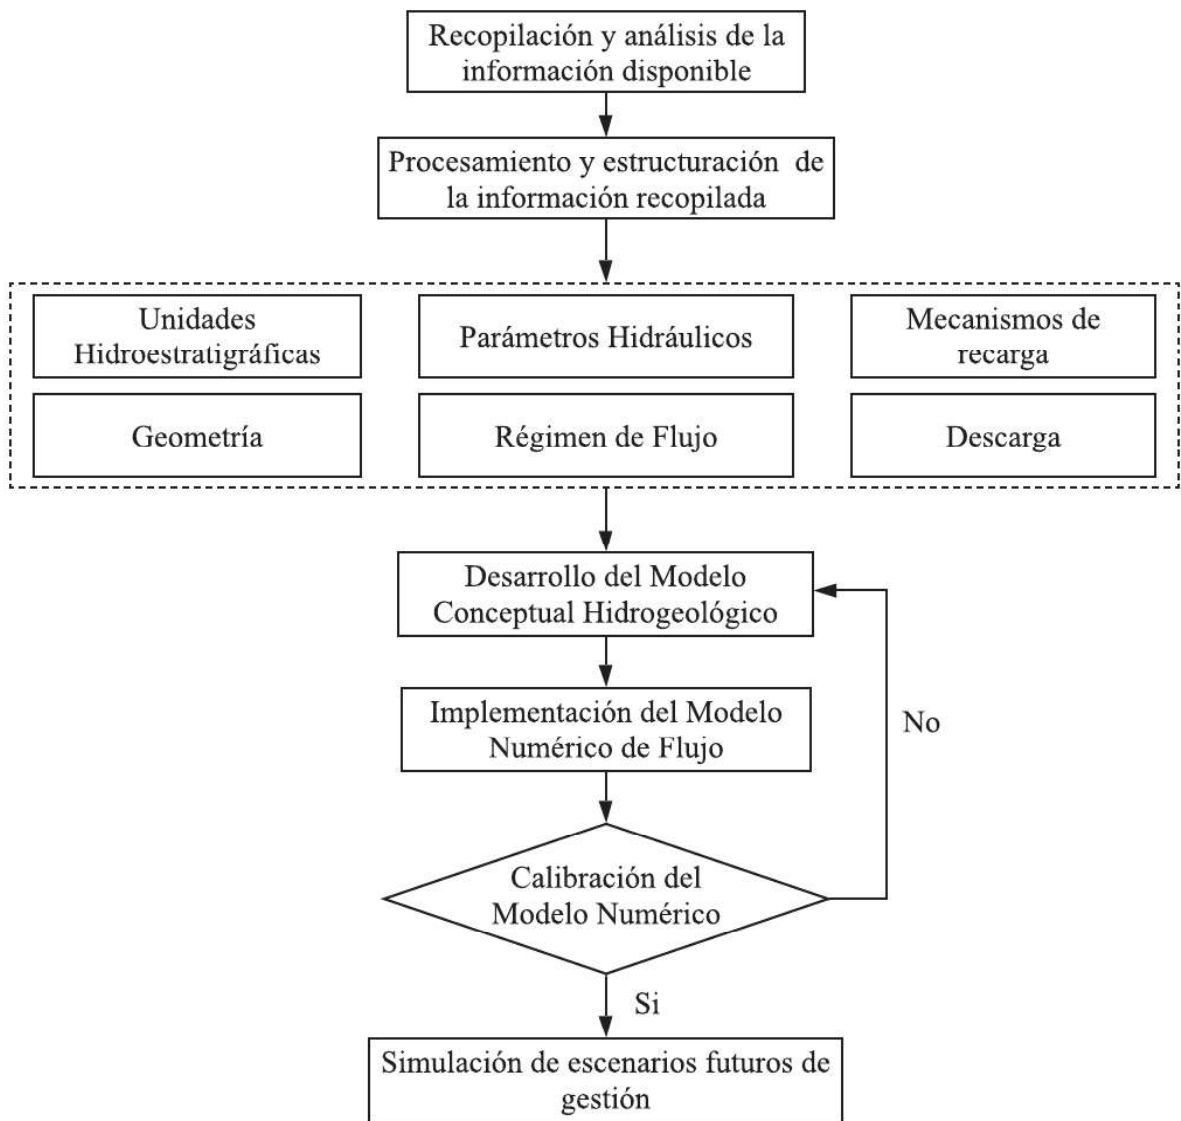 Recopilación y análisis de la
información disponible
Procesamiento y estructuración de
la información recopilada
Unidades
Hidroestratigráficas
Parámetros Hidráulicos
Mecanismos de
recarga
Geometría
Régimen de Flujo
Descarga
Desarrollo del Modelo
Conceptual Hidrogeológico
Implementación del Modelo
Numérico de Flujo
No
Calibración del
Modelo Numérico
Si
Simulación de escenarios futuros de
gestión